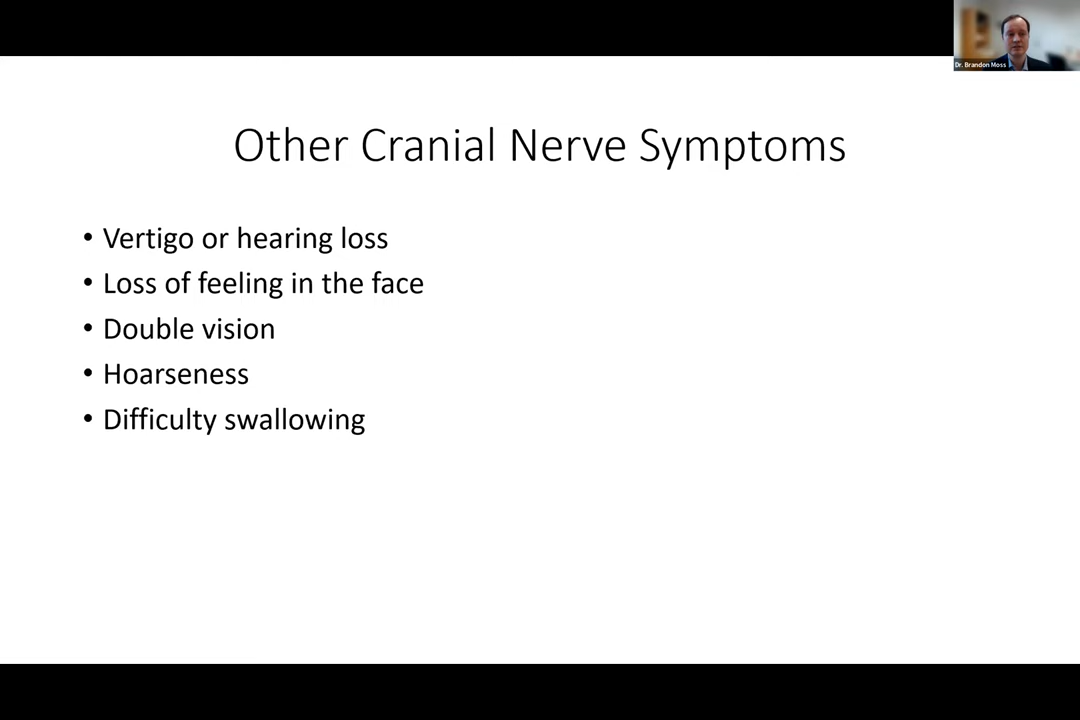 Dr. Brandon Moss
Other Cranial Nerve Symptoms
• Vertigo or hearing loss
• Loss of feeling in the face
• Double vision
• Hoarseness
• Difficulty swallowing